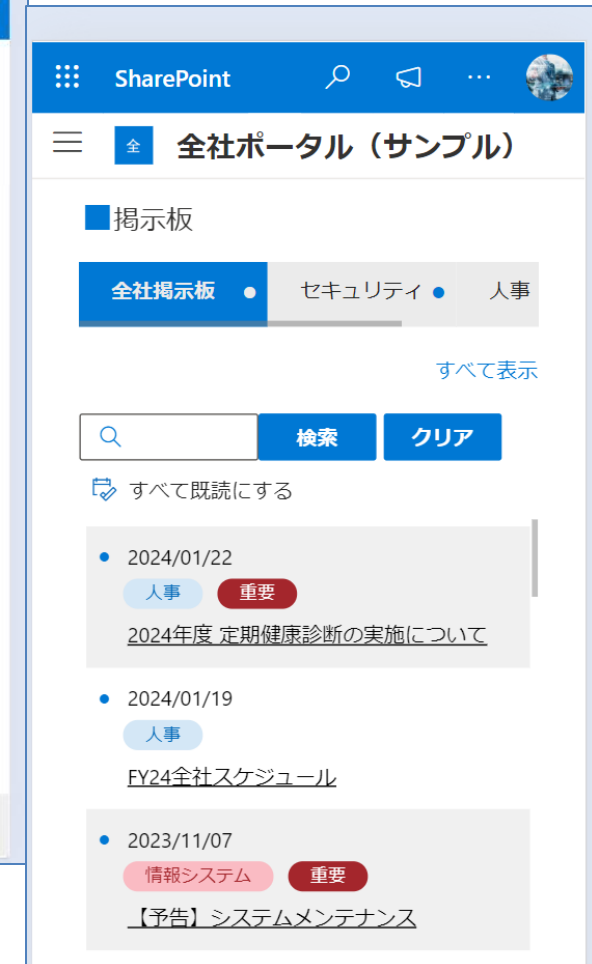 SharePoint
全
全社ポータル（サンプル）
掲示板
全社掲示板 セキュリティ 人事
すべて表示
検索 クリア
すべて既読にする
2024/01/22
人事 重要
2024年度 定期健康診断の実施について
2024/01/19
人事
FY24全社スケジュール
2023/11/07
情報システム 重要
【予告】システムメンテナンス